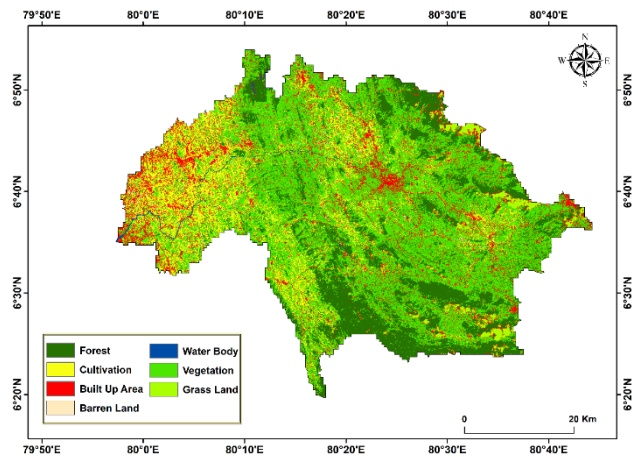 79°50'E 80°0'E 80°10'E 80°20'E 80°30'E 80°40'E
N
W E
S
6°50'N 6°50'N
6°40'N 6°40'N
6°30'N 6°30'N
6°20'N 6°20'N
Forest Water Body
Cultivation Vegetation
Built Up Area Grass Land
Barren Land
0 20 Km
79°50'E 80°0'E 80°10'E 80°20'E 80°30'E 80°40'E